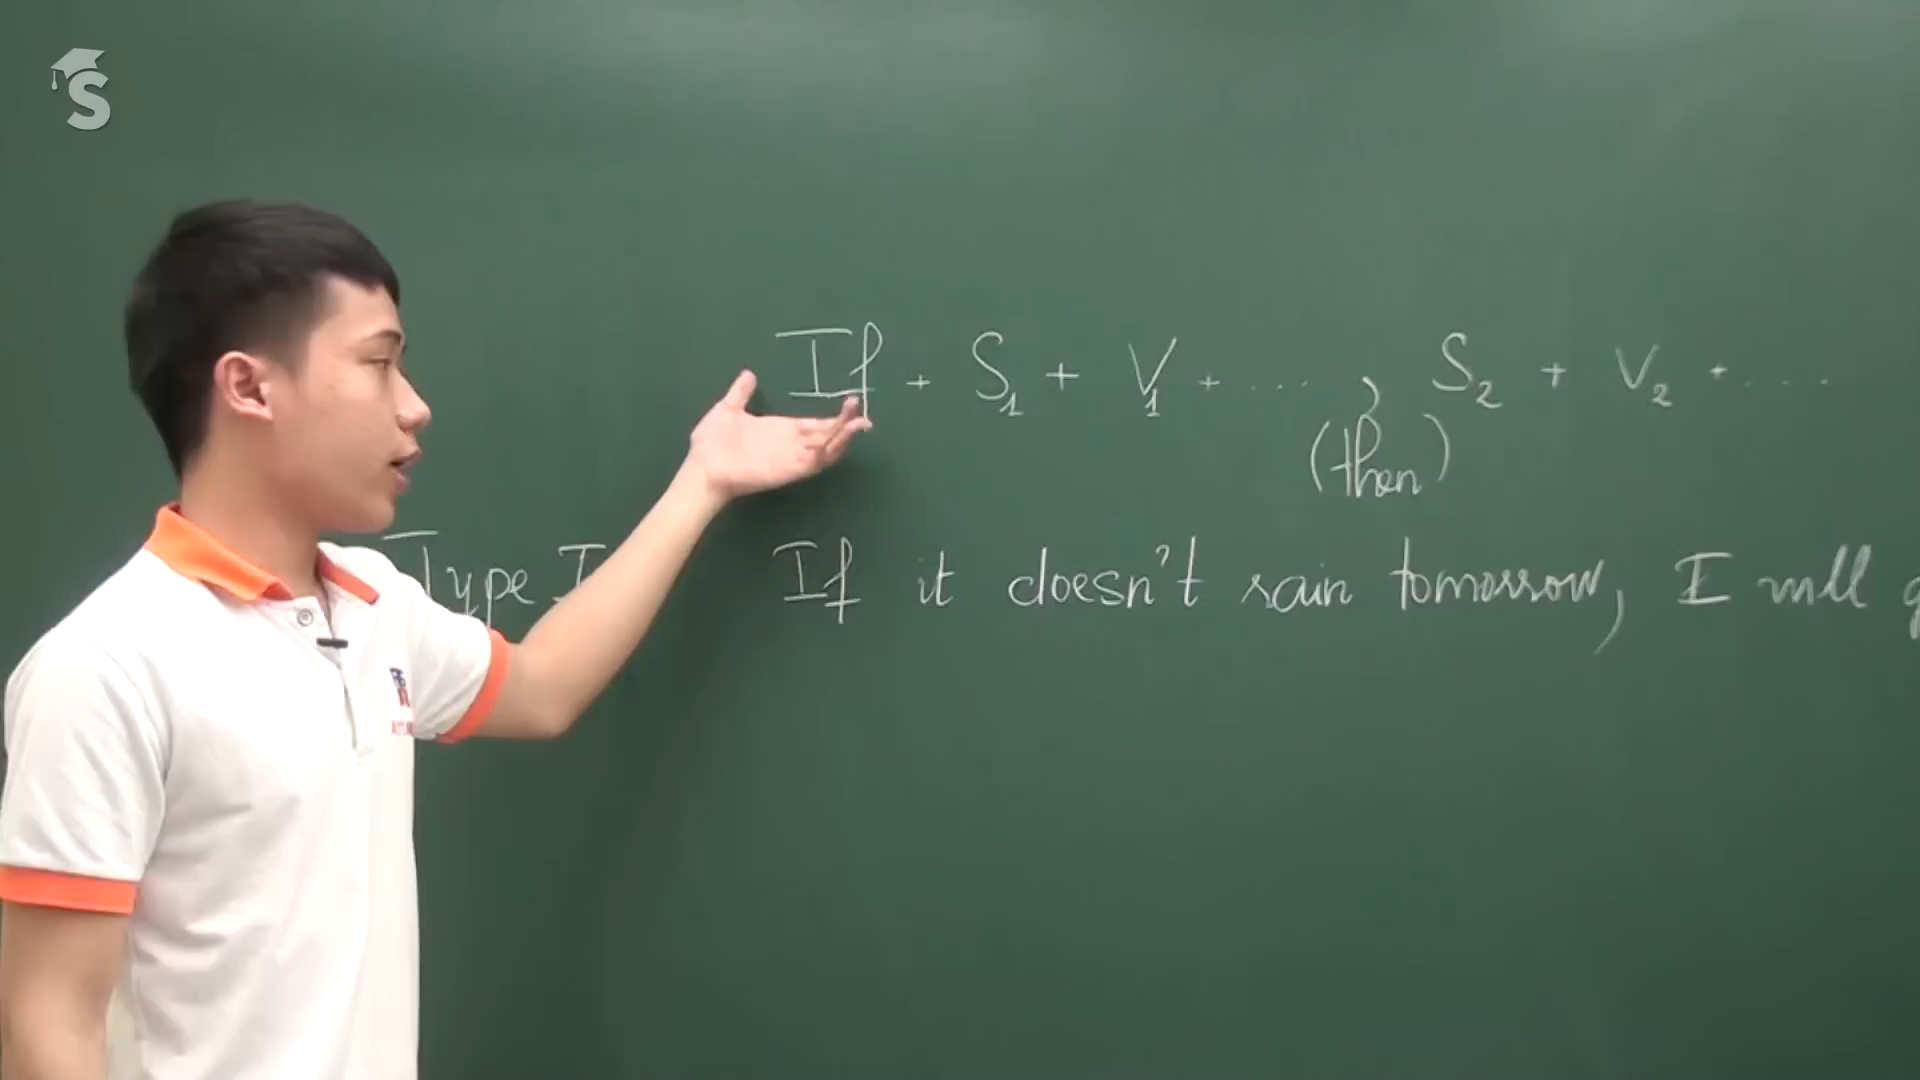 S
If + S₁ + V₁ + ... , S₂ + V₂ + ....
(then)
Type I If it doesn't rain tomorrow, I will g